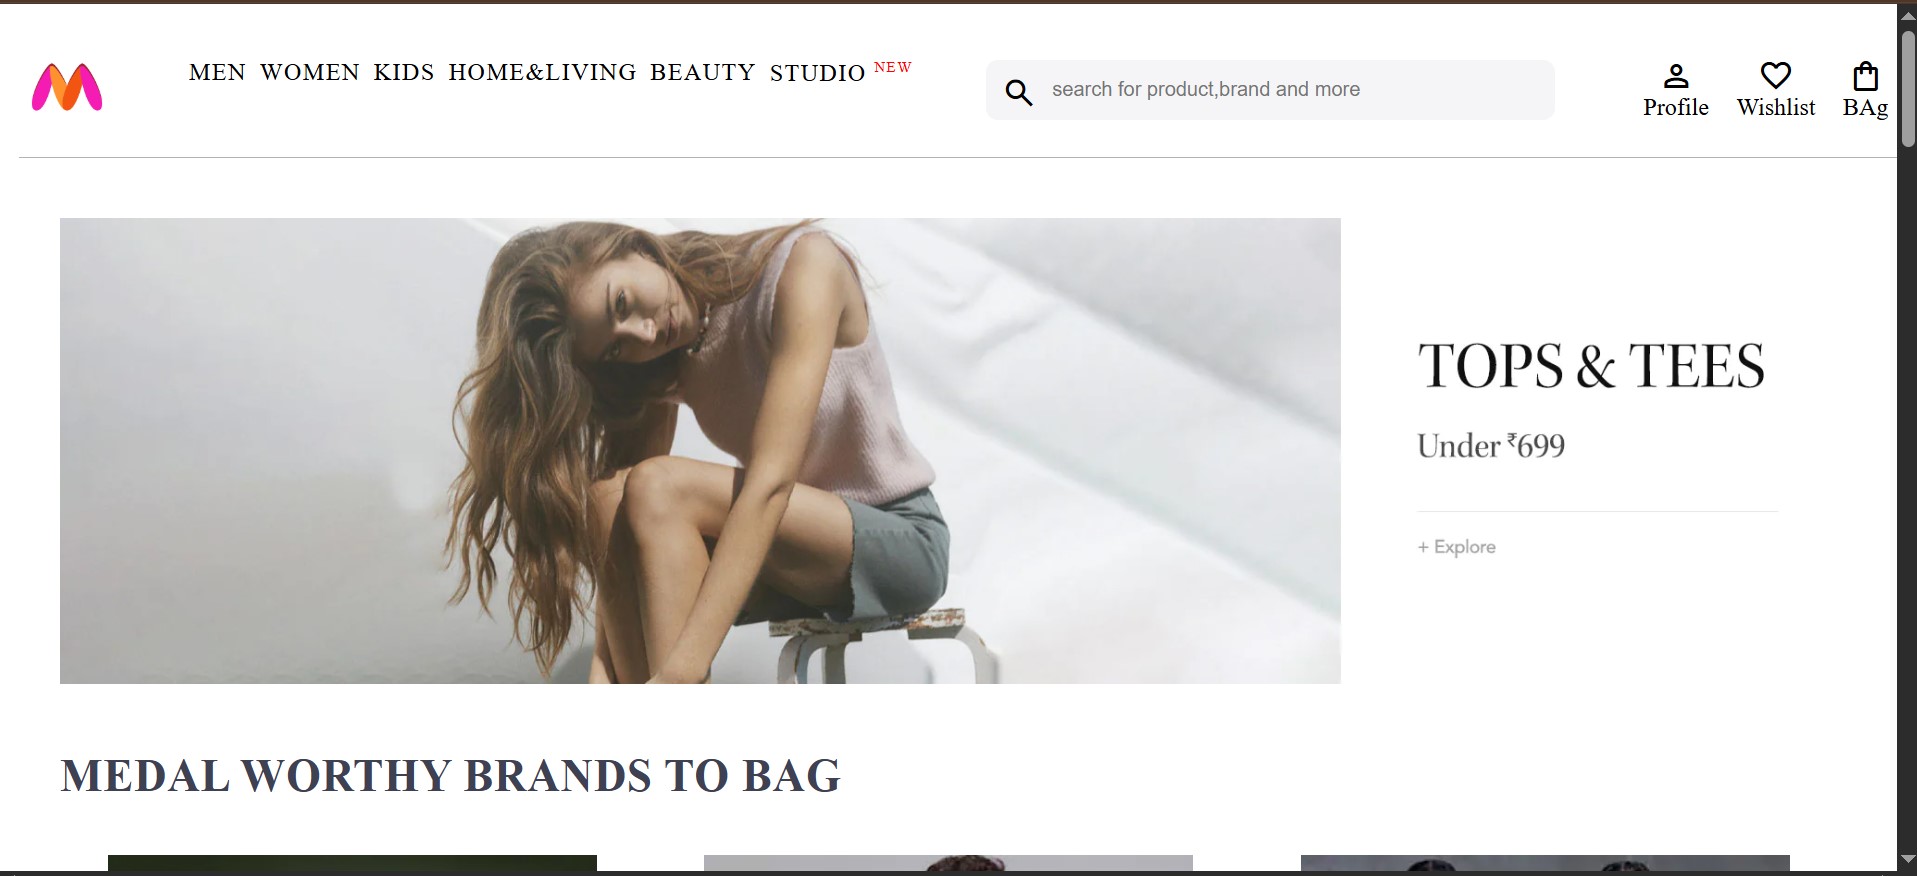 MEN WOMEN KIDS HOME&LIVING BEAUTY STUDIO NEW
search for product,brand and more
Profile Wishlist BAg
TOPS & TEES
Under ₹699
+ Explore
MEDAL WORTHY BRANDS TO BAG